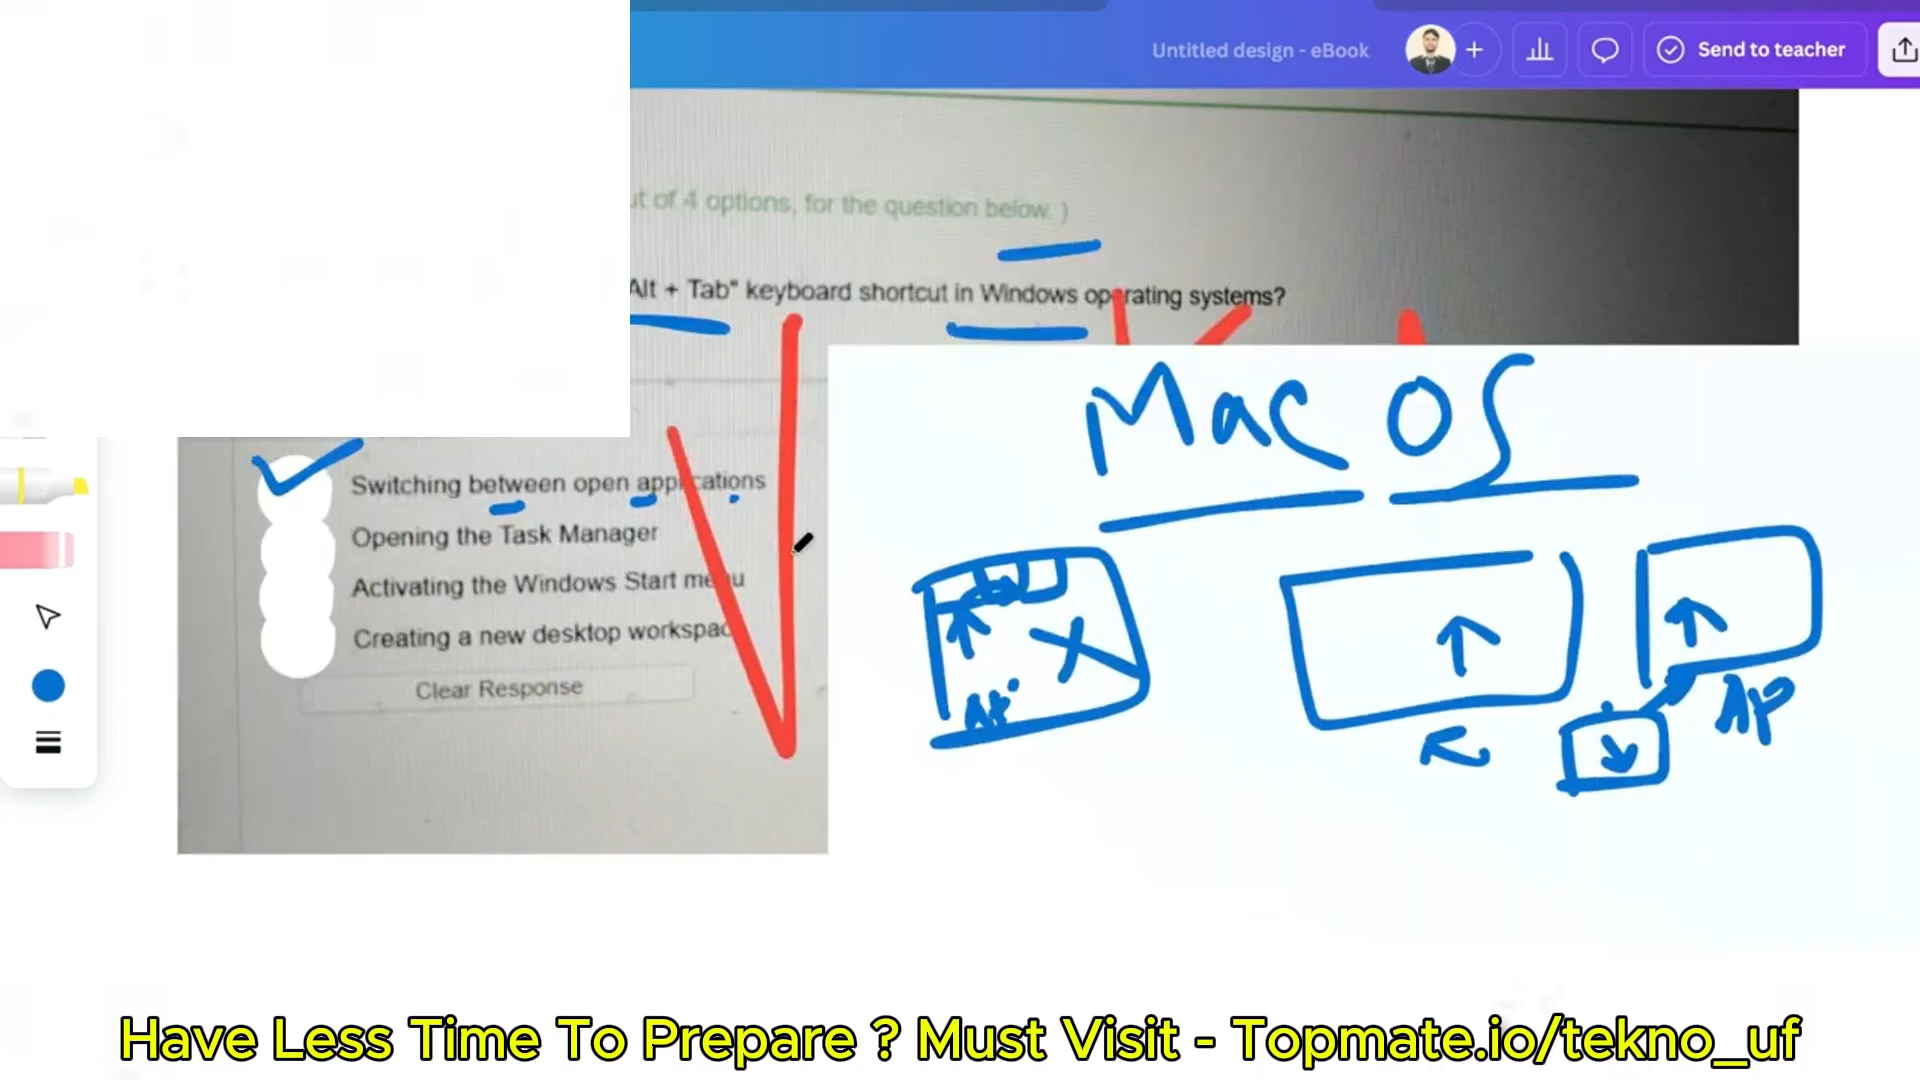 Untitled design - eBook
Send to teacher
of 4 options, for the question below. )
Alt + Tab" keyboard shortcut in Windows operating systems?
Mac OS
Switching between open applications
Opening the Task Manager
Activating the Windows Start menu
Creating a new desktop workspac
Clear Response
AP
Have Less Time To Prepare ? Must Visit - Topmate.io/tekno_uf